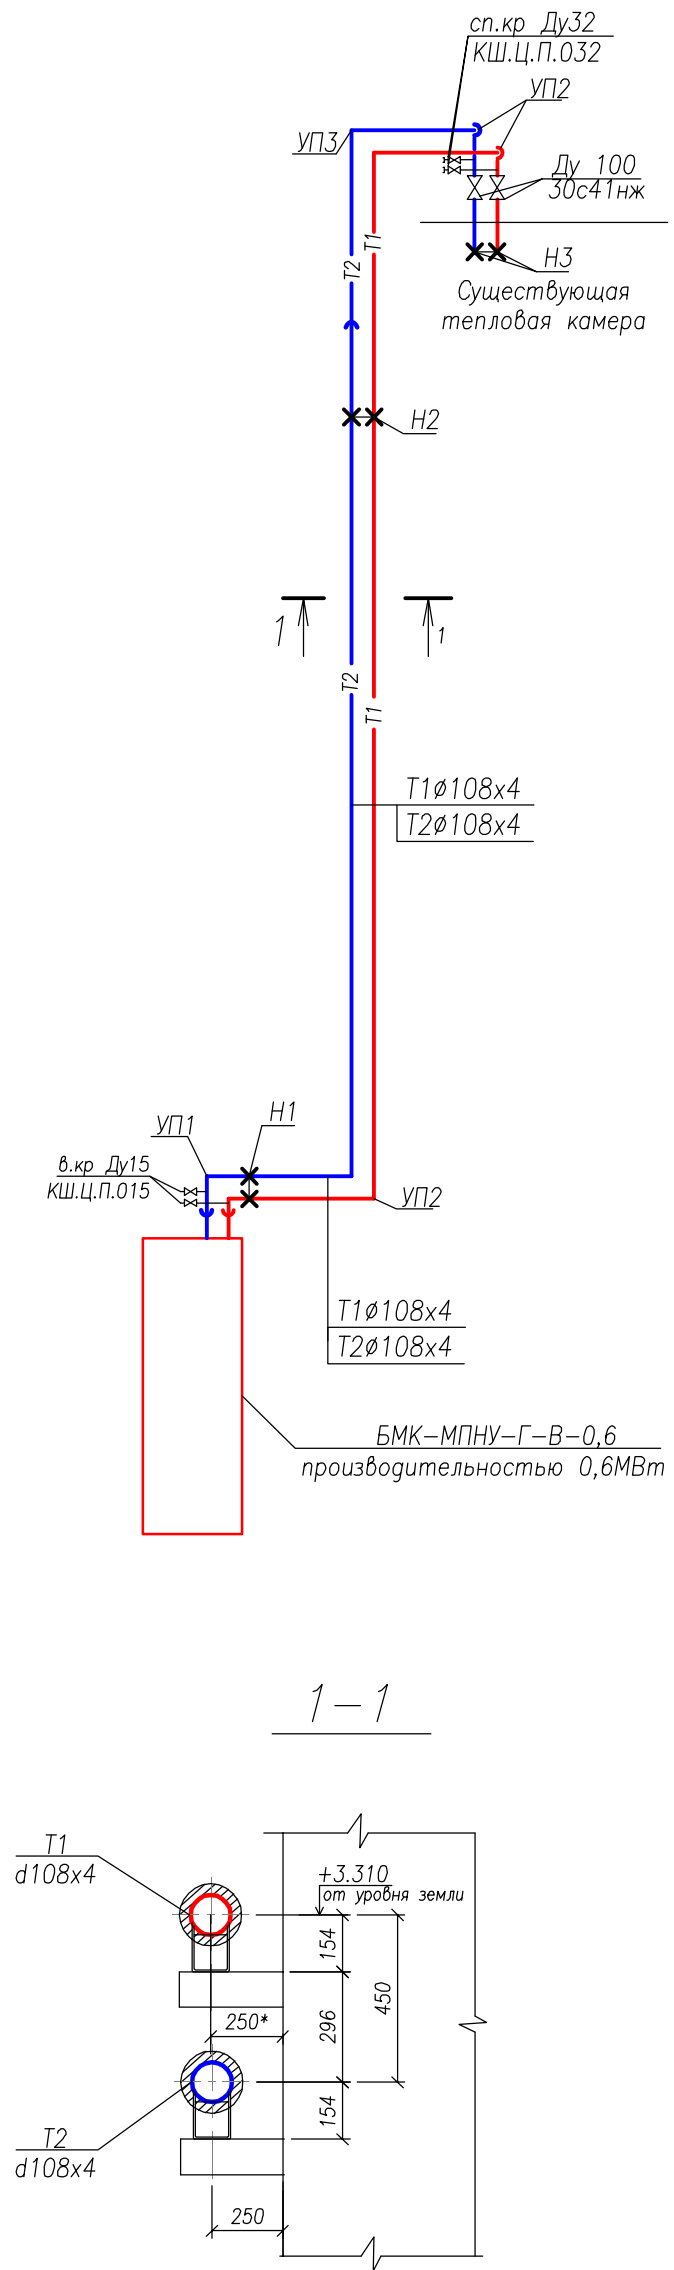 сп.кр Ду32
КШ.Ц.П.032
УП2
УП3
Ду 100
30с41нж
Т1
Т2
Н3
Существующая
тепловая камера
Н2
1
1
Т2
Т1
Т1ø108х4
Т2ø108х4
Н1
УП1
в.кр Ду15
КШ.Ц.П.015
УП2
Т1ø108х4
Т2ø108х4
БМК-МПНУ-Г-В-0,6
производительностью 0,6МВт
1-1
Т1
d108х4
+3.310
от уровня земли
154
450
296
250*
154
Т2
d108х4
250